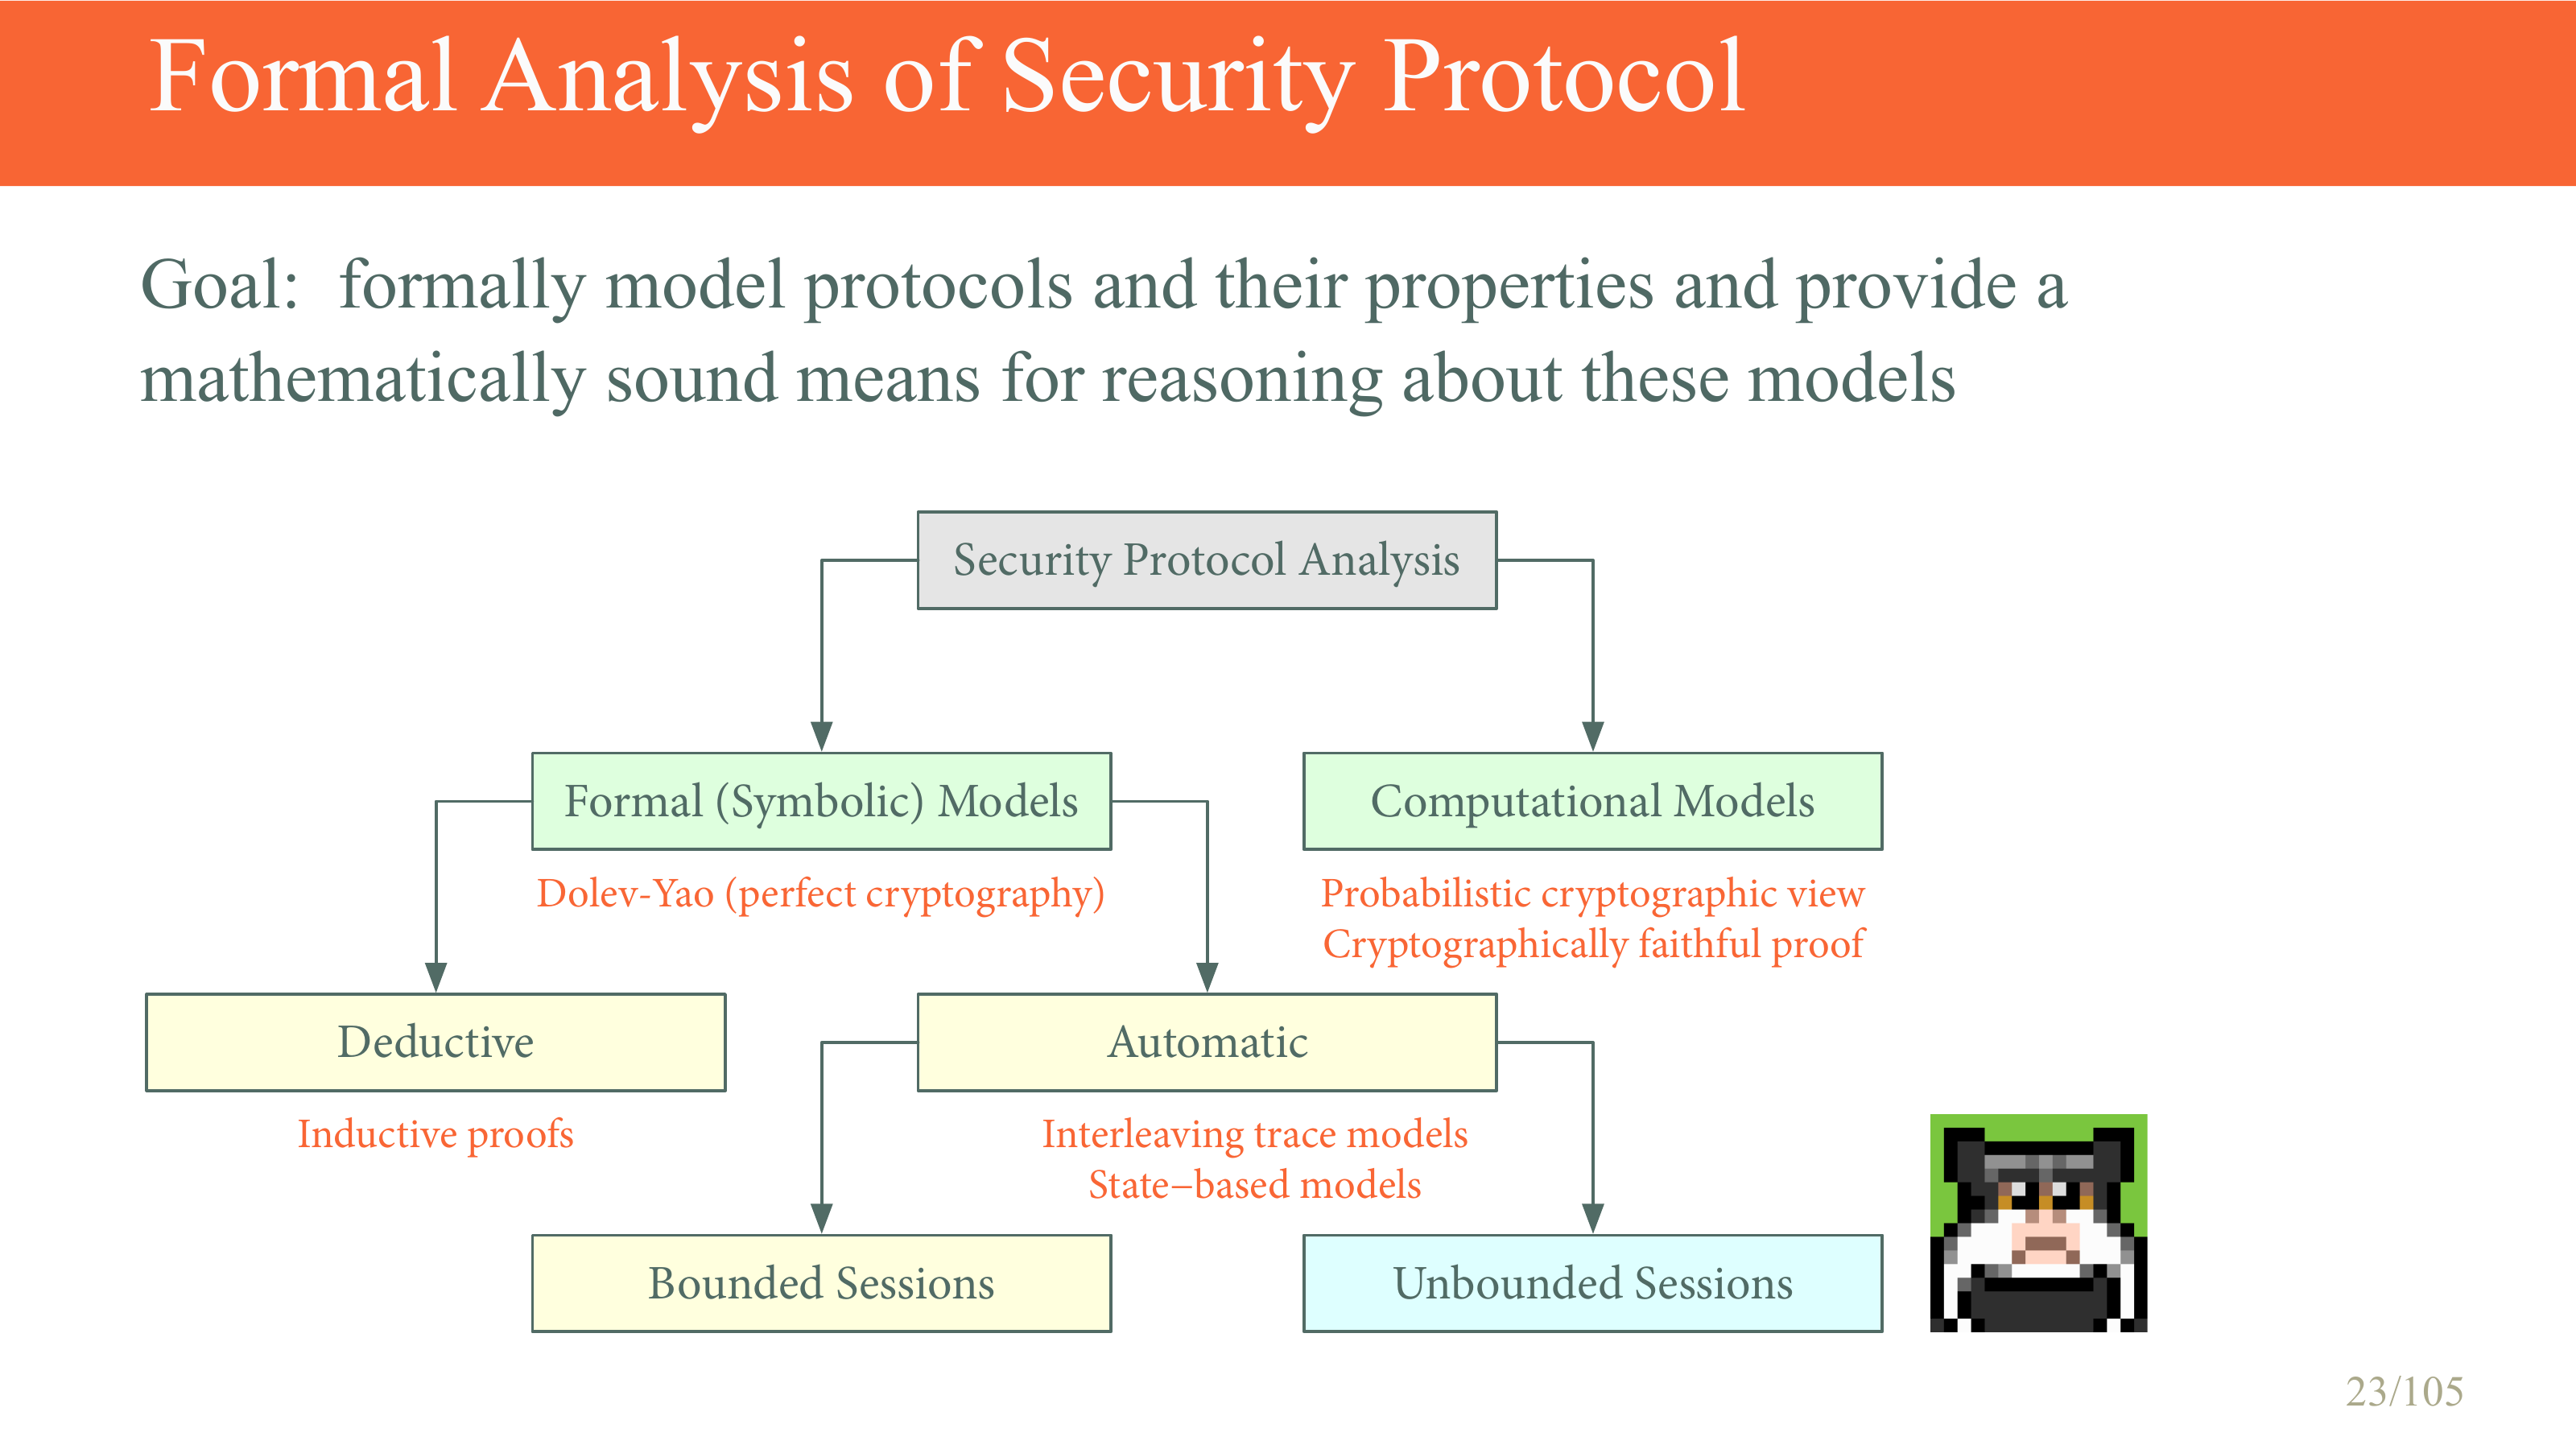 Formal Analysis of Security Protocol
Goal: formally model protocols and their properties and provide a
mathematically sound means for reasoning about these models
Security Protocol Analysis
Formal (Symbolic) Models
Computational Models
Dolev-Yao (perfect cryptography)
Probabilistic cryptographic view
Cryptographically faithful proof
Deductive
Automatic
Inductive proofs
Interleaving trace models
State–based models
Bounded Sessions
Unbounded Sessions
23/105